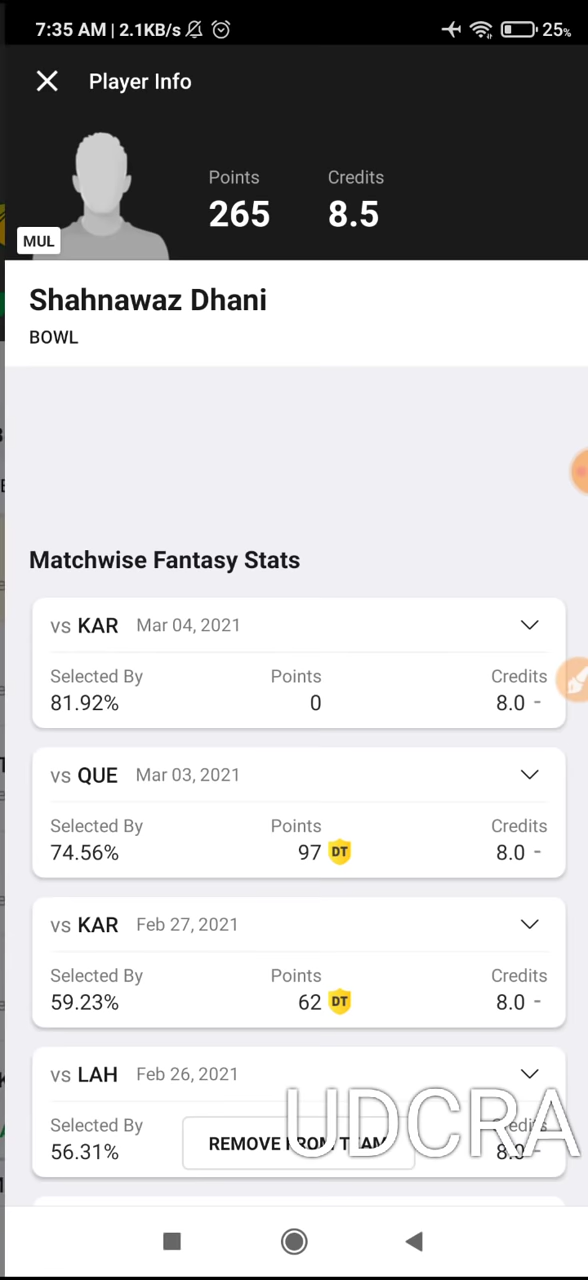 7:35 AM | 2.1KB/s 25%
Player Info
Points Credits
265 8.5
MUL
Shahnawaz Dhani
BOWL
Matchwise Fantasy Stats
vs KAR Mar 04, 2021
Selected By Points Credits
81.92% 0 8.0 -
vs QUE Mar 03, 2021
Selected By Points Credits
74.56% 97 DT 8.0 -
vs KAR Feb 27, 2021
Selected By Points Credits
59.23% 62 DT 8.0 -
vs LAH Feb 26, 2021
UDCRA
Selected By Credits
56.31% REMOVE FROM TEAM 8.0 -